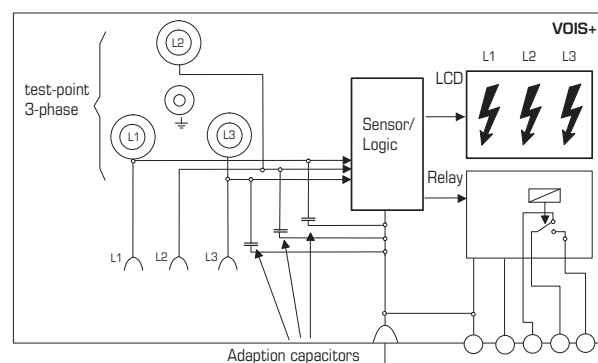 VOIS+
L1 L2 L3
LCD
L2
test-point
3-phase
L1
L3
Sensor/
Logic
Relay
L1 L2 L3
Adaption capacitors